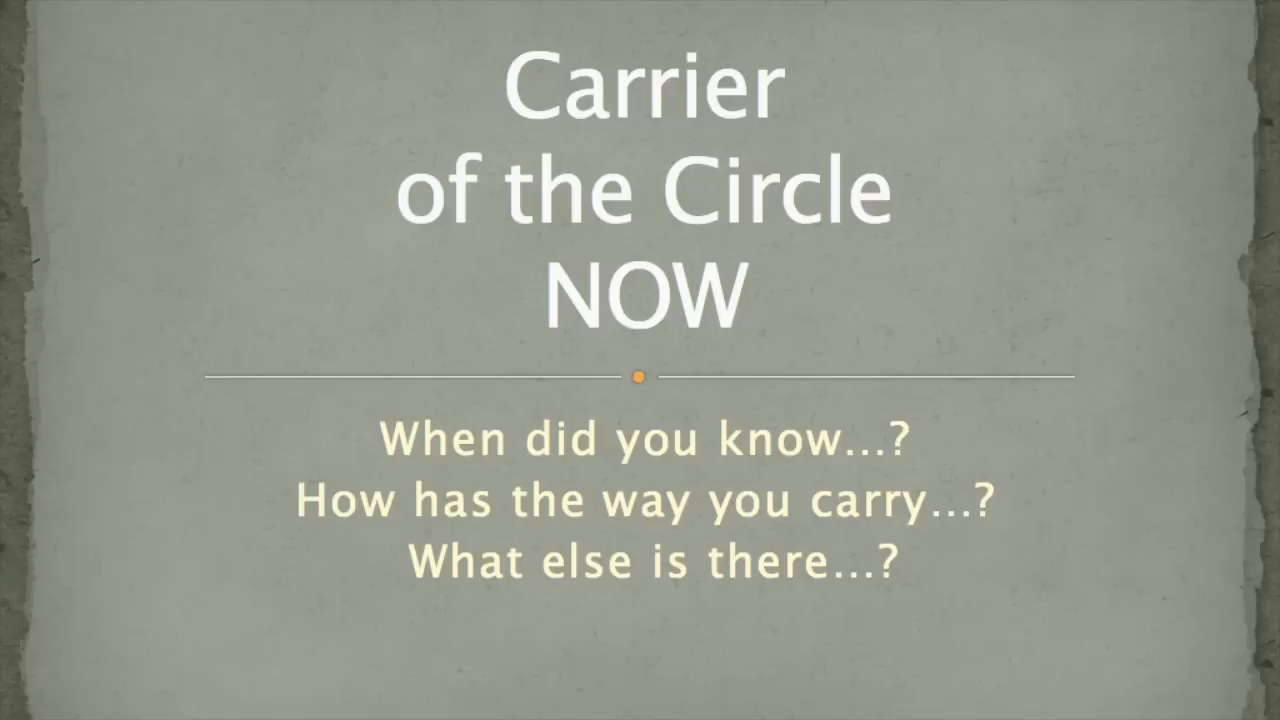 Carrier
of the Circle
NOW
When did you know...?
How has the way you carry...?
What else is there...?